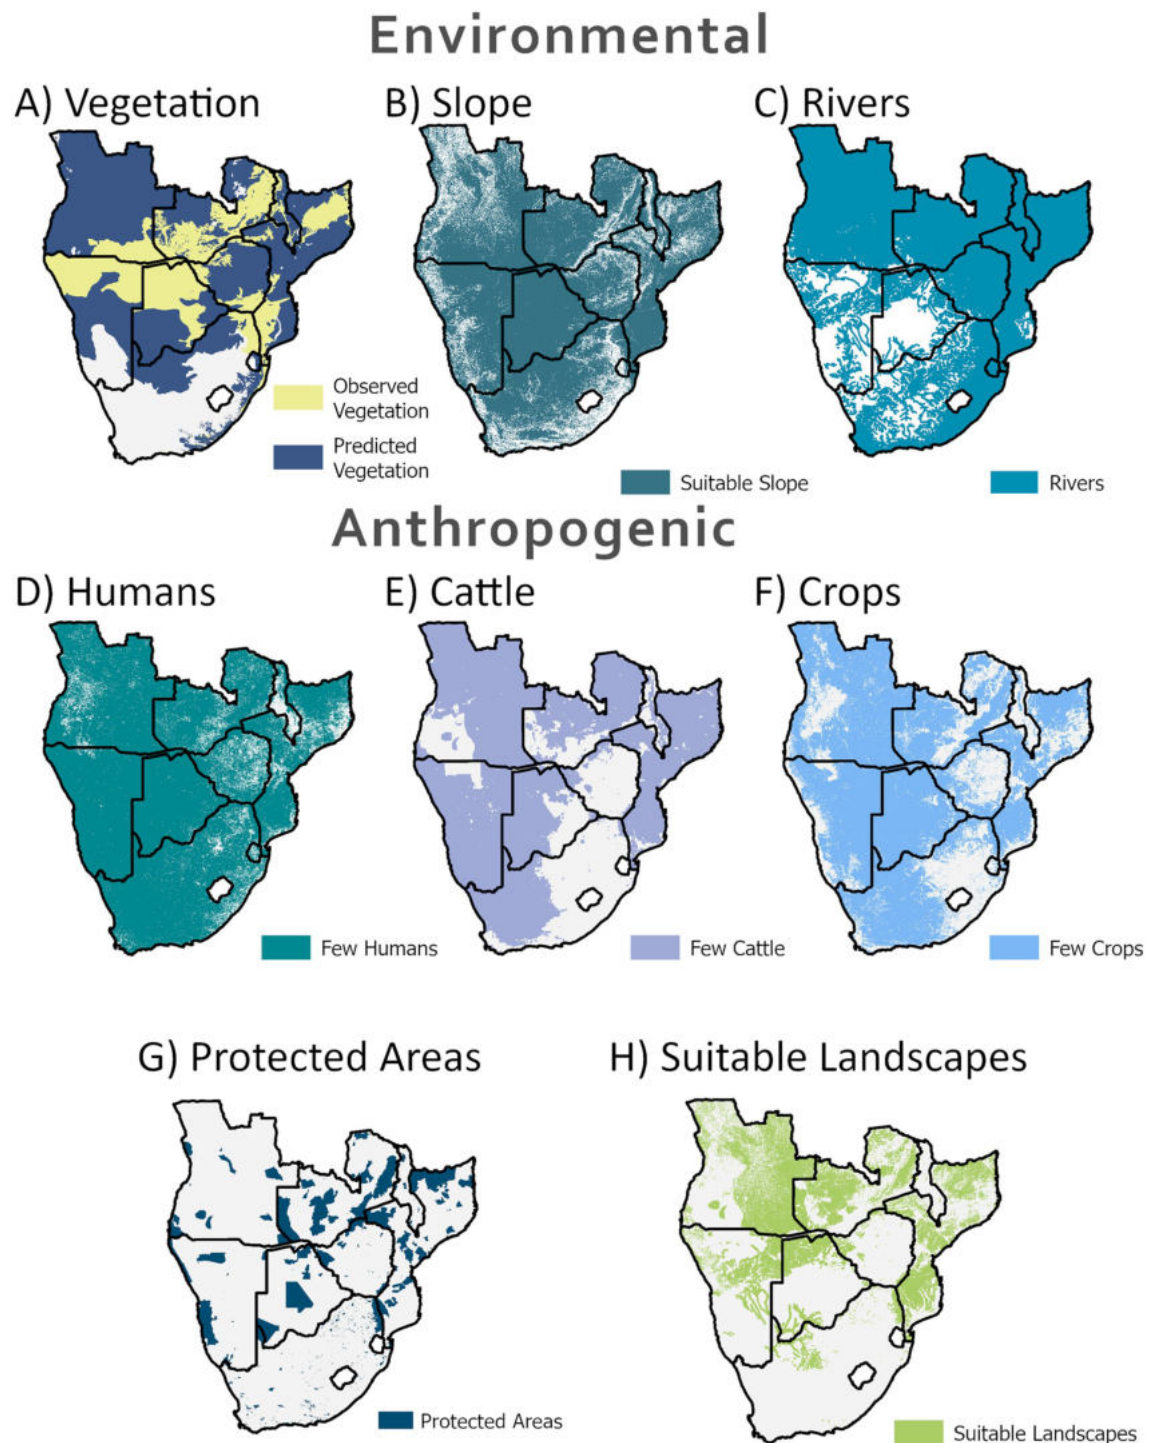 Environmental
A) Vegetation
B) Slope
C) Rivers
Observed
Vegetation
Predicted
Vegetation
Suitable Slope
Rivers
Anthropogenic
D) Humans
E) Cattle
F) Crops
Few Humans
Few Cattle
Few Crops
G) Protected Areas
H) Suitable Landscapes
Protected Areas
Suitable Landscapes